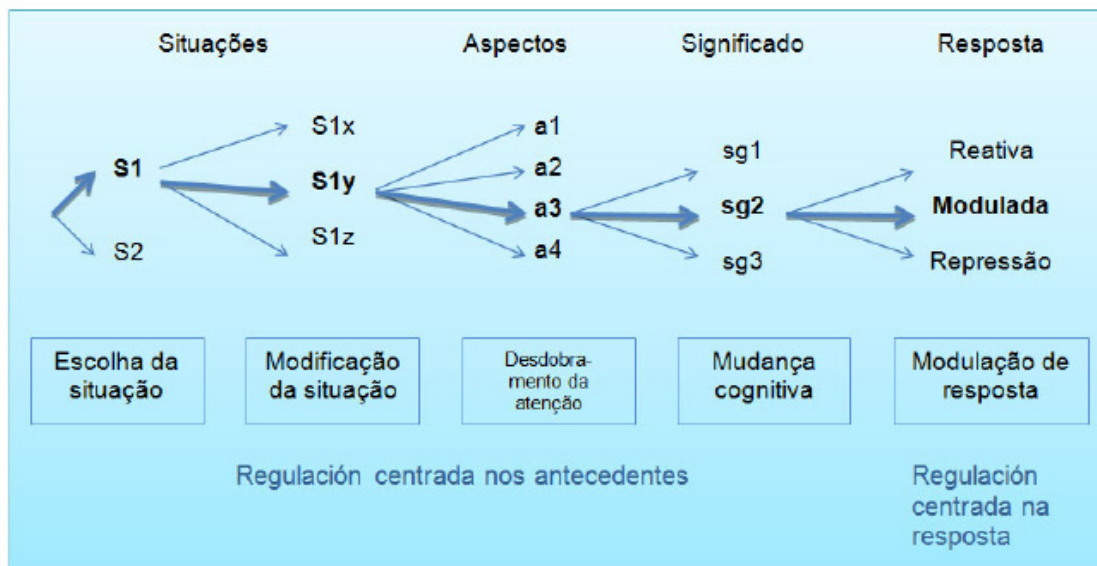 Situações Aspectos Significado Resposta
S1x a1
S1 a2 sg1 Reativa
S1y a3 sg2 Modulada
S2 S1z a4 sg3 Repressão
Escolha da situação
Modificação da situação
Desdobra-
mento da
atenção
Mudança
cognitiva
Modulação de
resposta
Regulación centrada nos antecedentes
Regulación
centrada na
resposta